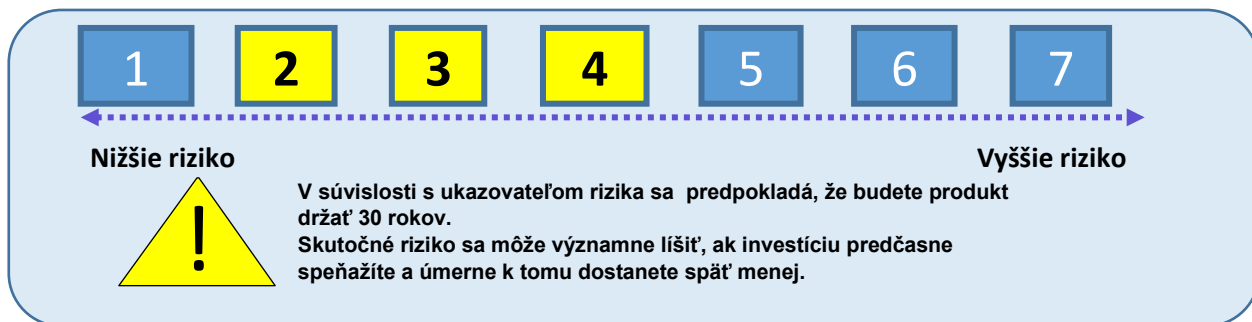 1 2 3 4 5 6 7
Nižšie riziko Vyššie riziko
!
V súvislosti s ukazovateľom rizika sa predpokladá, že budete produkt
držať 30 rokov.
Skutočné riziko sa môže významne líšiť, ak investíciu predčasne
speňažíte a úmerne k tomu dostanete späť menej.